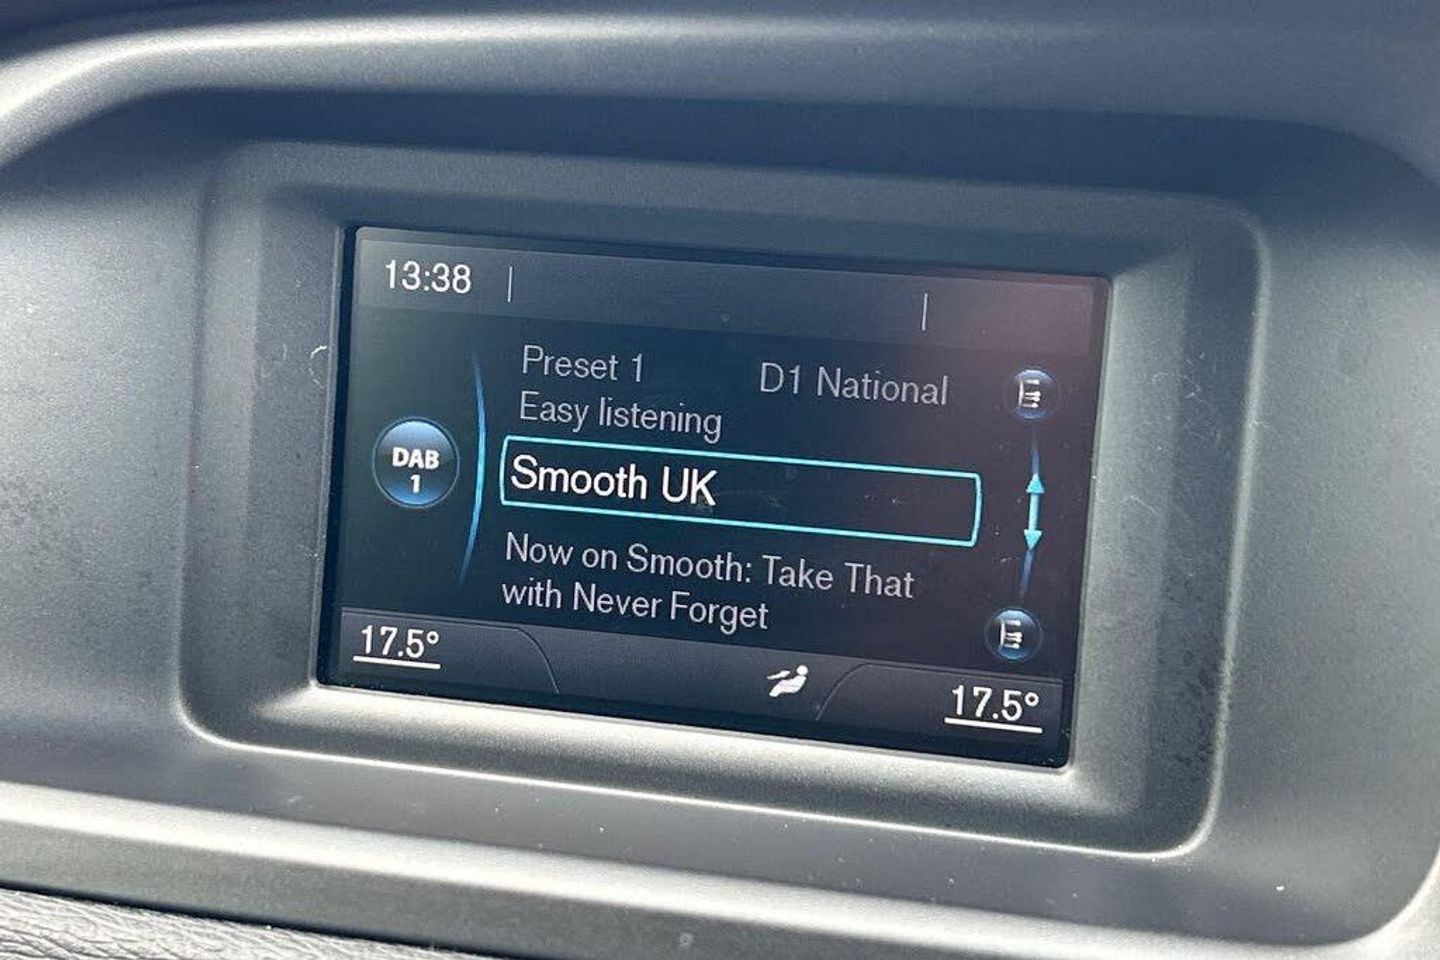 13:38
Preset 1 D1 National
Easy listening
DAB
1
Smooth UK
Now on Smooth: Take That
with Never Forget
17.5°
17.5°